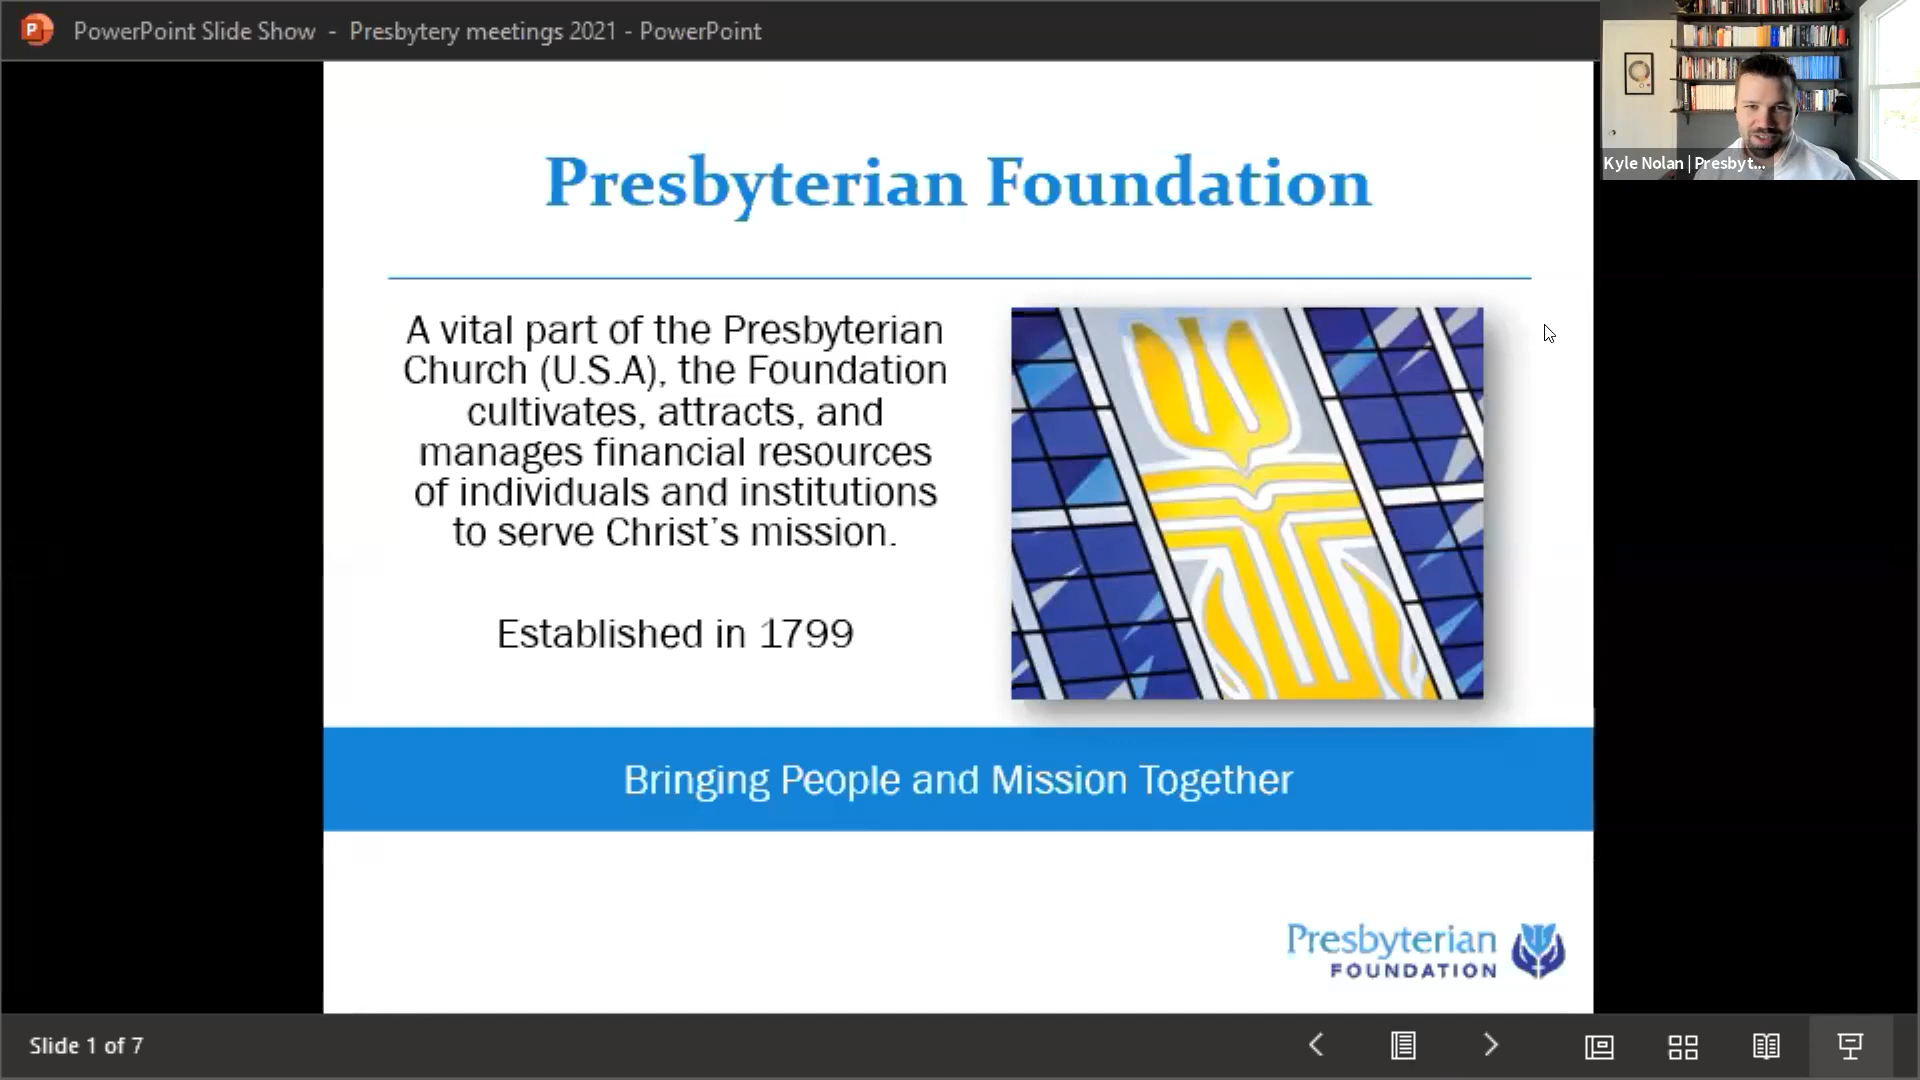 PowerPoint Slide Show - Presbytery meetings 2021 - PowerPoint
Kyle Nolan | Presbyt...
Presbyterian Foundation
A vital part of the Presbyterian
Church (U.S.A), the Foundation
cultivates, attracts, and
manages financial resources
of individuals and institutions
to serve Christ's mission.
Established in 1799
Bringing People and Mission Together
Presbyterian
FOUNDATION
Slide 1 of 7